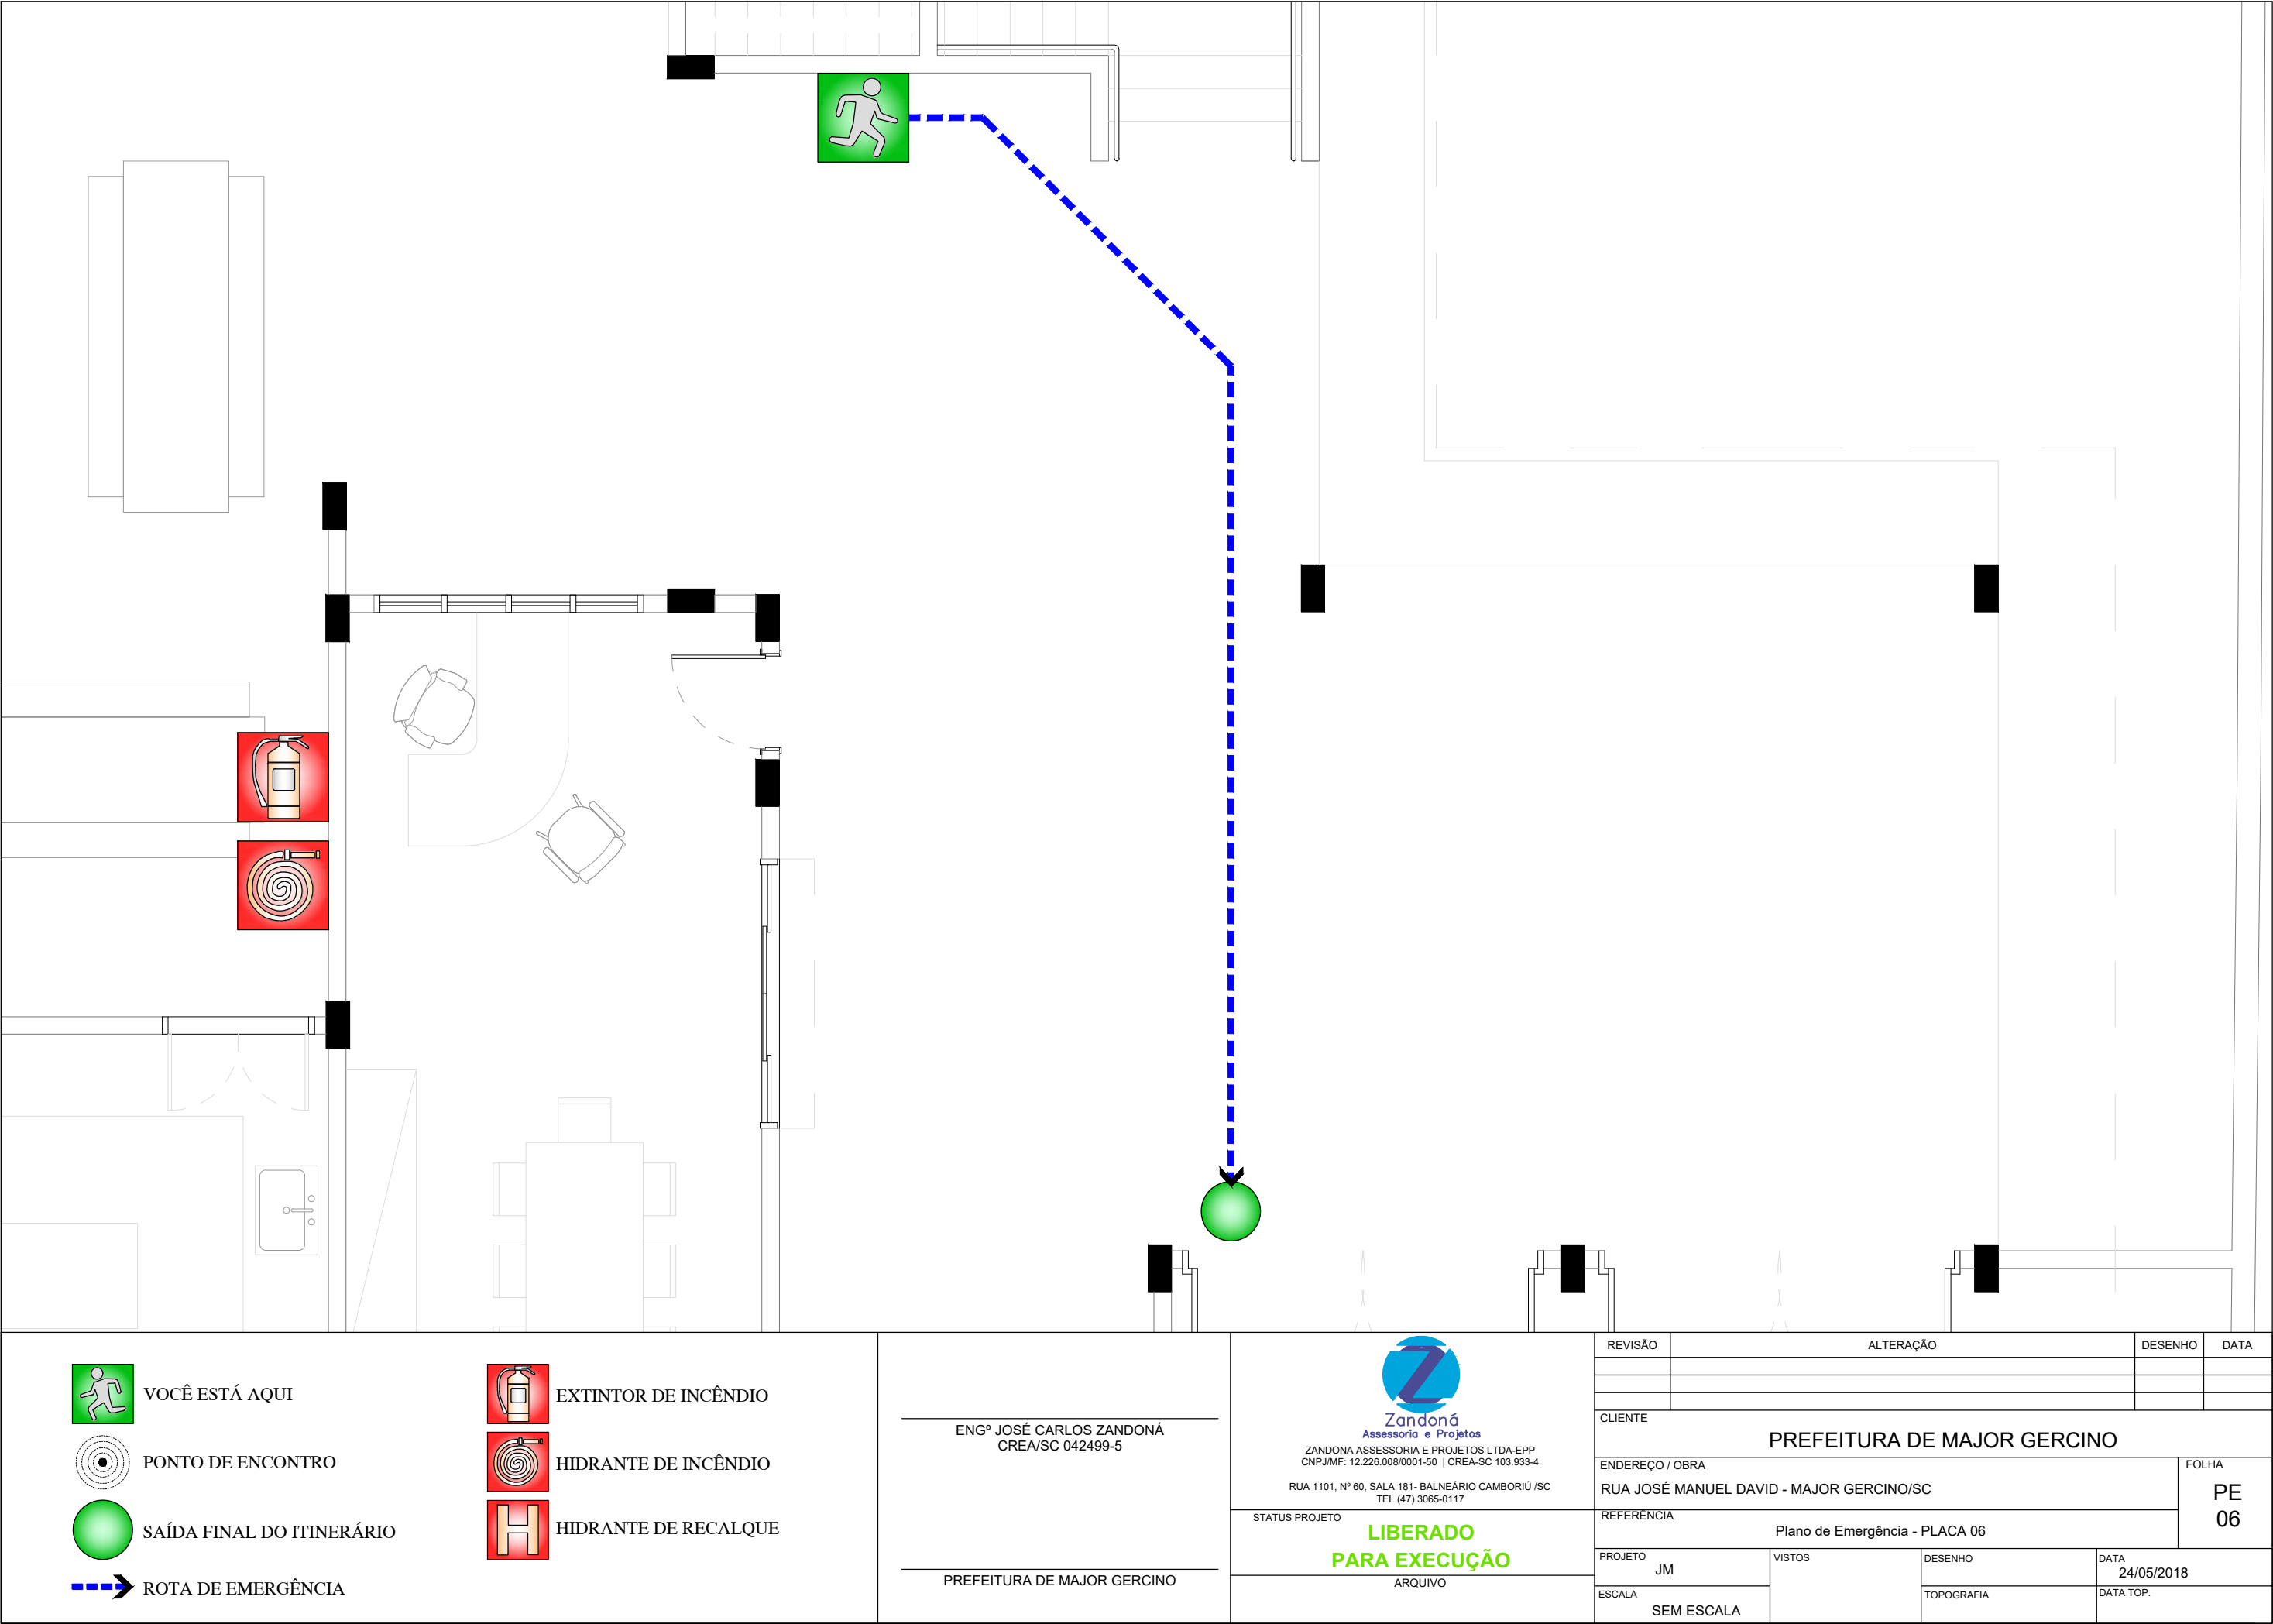 VOCÊ ESTÁ AQUI
PONTO DE ENCONTRO
SAÍDA FINAL DO ITINERÁRIO
ROTA DE EMERGÊNCIA
EXTINTOR DE INCÊNDIO
HIDRANTE DE INCÊNDIO
HIDRANTE DE RECALQUE
ENGº JOSÉ CARLOS ZANDONÁ
CREA/SC 042499-5
PREFEITURA DE MAJOR GERCINO
Zandoná
Assessoria e Projetos
ZANDONA ASSESSORIA E PROJETOS LTDA-EPP
CNPJ/MF: 12.226.008/0001-50 | CREA-SC 103.933-4
RUA 1101, Nº 60, SALA 181- BALNEÁRIO CAMBORIÚ /SC
TEL (47) 3065-0117
STATUS PROJETO
LIBERADO
PARA EXECUÇÃO
ARQUIVO
REVISÃO ALTERAÇÃO DESENHO DATA
CLIENTE
PREFEITURA DE MAJOR GERCINO
ENDEREÇO / OBRA
RUA JOSÉ MANUEL DAVID - MAJOR GERCINO/SC
FOLHA
PE
06
REFERÊNCIA
Plano de Emergência - PLACA 06
PROJETO
JM
VISTOS
DESENHO
DATA
24/05/2018
ESCALA
SEM ESCALA
TOPOGRAFIA
DATA TOP.